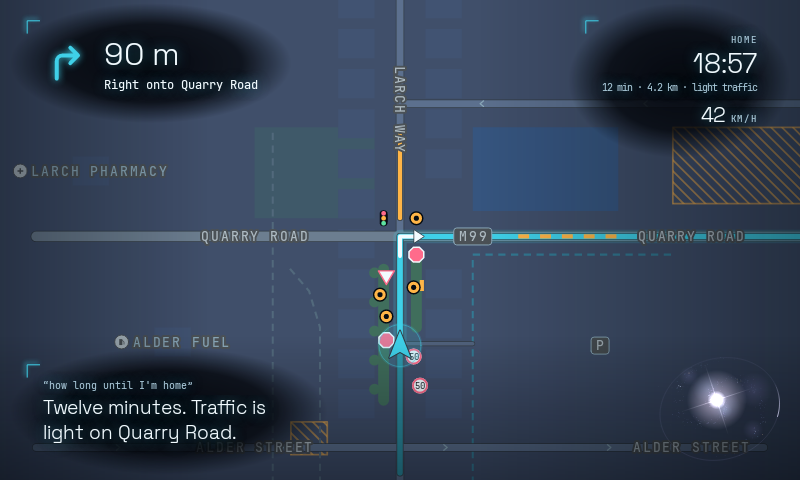 90 m
Right onto Quarry Road
HOME
18:57
12 min · 4.2 km · light traffic
42 KM/H
LARCH WAY
LARCH PHARMACY
QUARRY ROAD
M99
QUARRY ROAD
ALDER FUEL
P
50
50
“how long until I'm home”
Twelve minutes. Traffic is
light on Quarry Road.
ALDER STREET
ALDER STREET